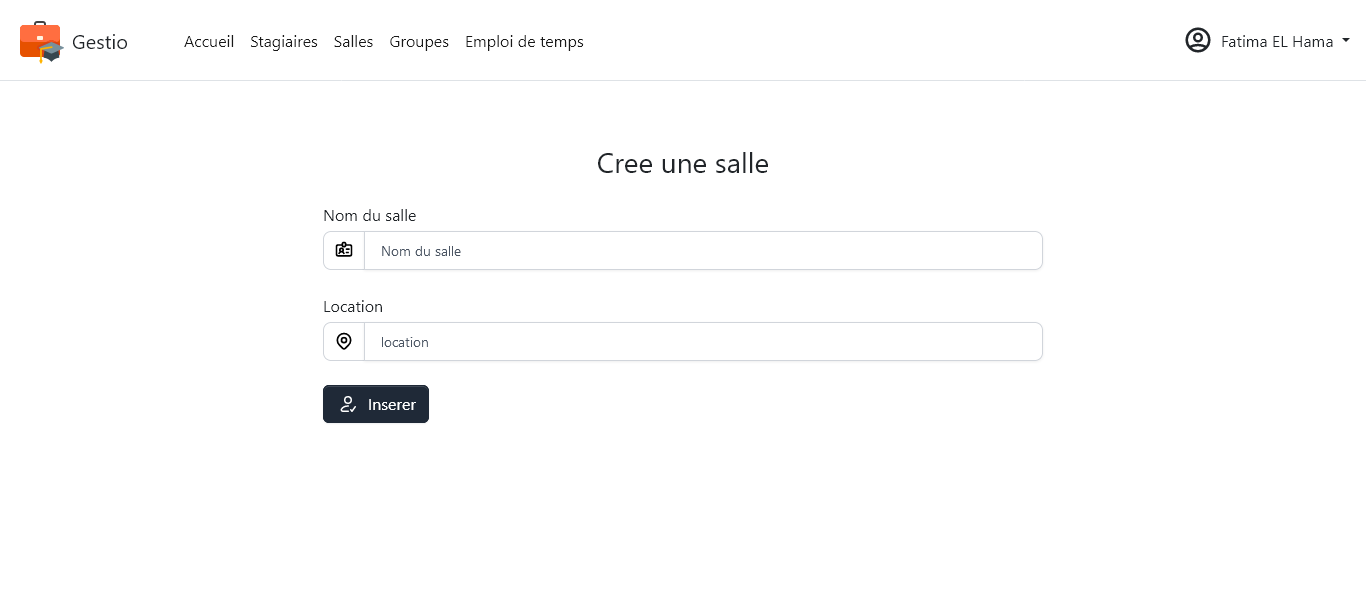 Gestio
Accueil Stagiaires Salles Groupes Emploi de temps
Fatima EL Hama
Cree une salle
Nom du salle
Nom du salle
Location
location
Inserer